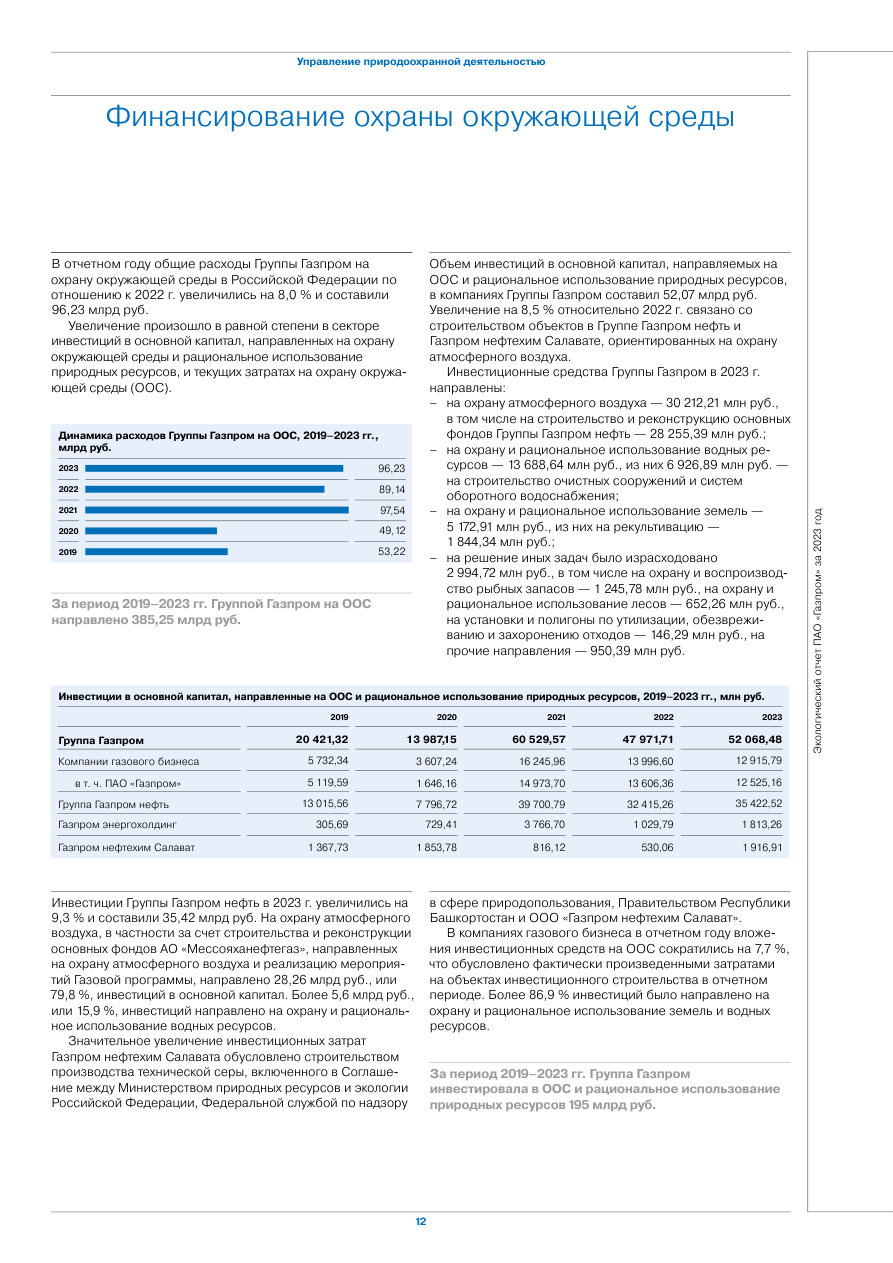 Управление природоохранной деятельностью
Финансирование охраны окружающей среды
В отчетном году общие расходы Группы Газпром на
охрану окружающей среды в Российской Федерации по
отношению к 2022 г. увеличились на 8,0 % и составили
96,23 млрд руб.
Увеличение произошло в равной степени в секторе
инвестиций в основной капитал, направленных на охрану
окружающей среды и рациональное использование
природных ресурсов, и текущих затратах на охрану окружа-
ющей среды (ООС).
Динамика расходов Группы Газпром на ООС, 2019–2023 гг.,
млрд руб.
2023 96,23
2022 89,14
2021 97,54
2020 49,12
2019 53,22
За период 2019–2023 гг. Группой Газпром на ООС
направлено 385,25 млрд руб.
Объем инвестиций в основной капитал, направляемых на
ООС и рациональное использование природных ресурсов,
в компаниях Группы Газпром составил 52,07 млрд руб.
Увеличение на 8,5 % относительно 2022 г. связано со
строительством объектов в Группе Газпром нефть и
Газпром нефтехим Салавате, ориентированных на охрану
атмосферного воздуха.
Инвестиционные средства Группы Газпром в 2023 г.
направлены:
– на охрану атмосферного воздуха — 30 212,21 млн руб.,
в том числе на строительство и реконструкцию основных
фондов Группы Газпром нефть — 28 255,39 млн руб.;
– на охрану и рациональное использование водных ре-
сурсов — 13 688,64 млн руб., из них 6 926,89 млн руб. —
на строительство очистных сооружений и систем
оборотного водоснабжения;
– на охрану и рациональное использование земель —
5 172,91 млн руб., из них на рекультивацию —
1 844,34 млн руб.;
– на решение иных задач было израсходовано
2 994,72 млн руб., в том числе на охрану и воспроизвод-
ство рыбных запасов — 1 245,78 млн руб., на охрану и
рациональное использование лесов — 652,26 млн руб.,
на установки и полигоны по утилизации, обезврежи-
ванию и захоронению отходов — 146,29 млн руб., на
прочие направления — 950,39 млн руб.
Инвестиции в основной капитал, направленные на ООС и рациональное использование природных ресурсов, 2019–2023 гг., млн руб.
2019 2020 2021 2022 2023
Группа Газпром 20 421,32 13 987,15 60 529,57 47 971,71 52 068,48
Компании газового бизнеса 5 732,34 3 607,24 16 245,96 13 996,60 12 915,79
в т. ч. ПАО «Газпром» 5 119,59 1 646,16 14 973,70 13 606,36 12 525,16
Группа Газпром нефть 13 015,56 7 796,72 39 700,79 32 415,26 35 422,52
Газпром энергохолдинг 305,69 729,41 3 766,70 1 029,79 1 813,26
Газпром нефтехим Салават 1 367,73 1 853,78 816,12 530,06 1 916,91
Инвестиции Группы Газпром нефть в 2023 г. увеличились на
9,3 % и составили 35,42 млрд руб. На охрану атмосферного
воздуха, в частности за счет строительства и реконструкции
основных фондов АО «Мессояханефтегаз», направленных
на охрану атмосферного воздуха и реализацию мероприя-
тий Газовой программы, направлено 28,26 млрд руб., или
79,8 %, инвестиций в основной капитал. Более 5,6 млрд руб.,
или 15,9 %, инвестиций направлено на охрану и рациональ-
ное использование водных ресурсов.
Значительное увеличение инвестиционных затрат
Газпром нефтехим Салавата обусловлено строительством
производства технической серы, включенного в Соглаше-
ние между Министерством природных ресурсов и экологии
Российской Федерации, Федеральной службой по надзору
в сфере природопользования, Правительством Республики
Башкортостан и ООО «Газпром нефтехим Салават».
В компаниях газового бизнеса в отчетном году вложе-
ния инвестиционных средств на ООС сократились на 7,7 %,
что обусловлено фактически произведенными затратами
на объектах инвестиционного строительства в отчетном
периоде. Более 86,9 % инвестиций было направлено на
охрану и рациональное использование земель и водных
ресурсов.
За период 2019–2023 гг. Группа Газпром
инвестировала в ООС и рациональное использование
природных ресурсов 195 млрд руб.
Экологический отчет ПАО «Газпром» за 2023 год
12